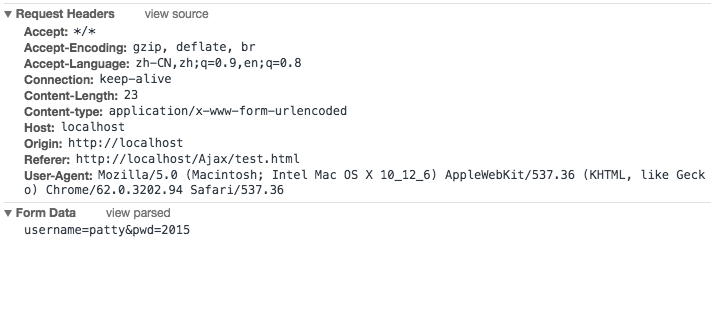 ▼ Request Headers view source
Accept: */*
Accept-Encoding: gzip, deflate, br
Accept-Language: zh-CN,zh;q=0.9,en;q=0.8
Connection: keep-alive
Content-Length: 23
Content-type: application/x-www-form-urlencoded
Host: localhost
Origin: http://localhost
Referer: http://localhost/Ajax/test.html
User-Agent: Mozilla/5.0 (Macintosh; Intel Mac OS X 10_12_6) AppleWebKit/537.36 (KHTML, like Geck
o) Chrome/62.0.3202.94 Safari/537.36
▼ Form Data view parsed
username=patty&pwd=2015